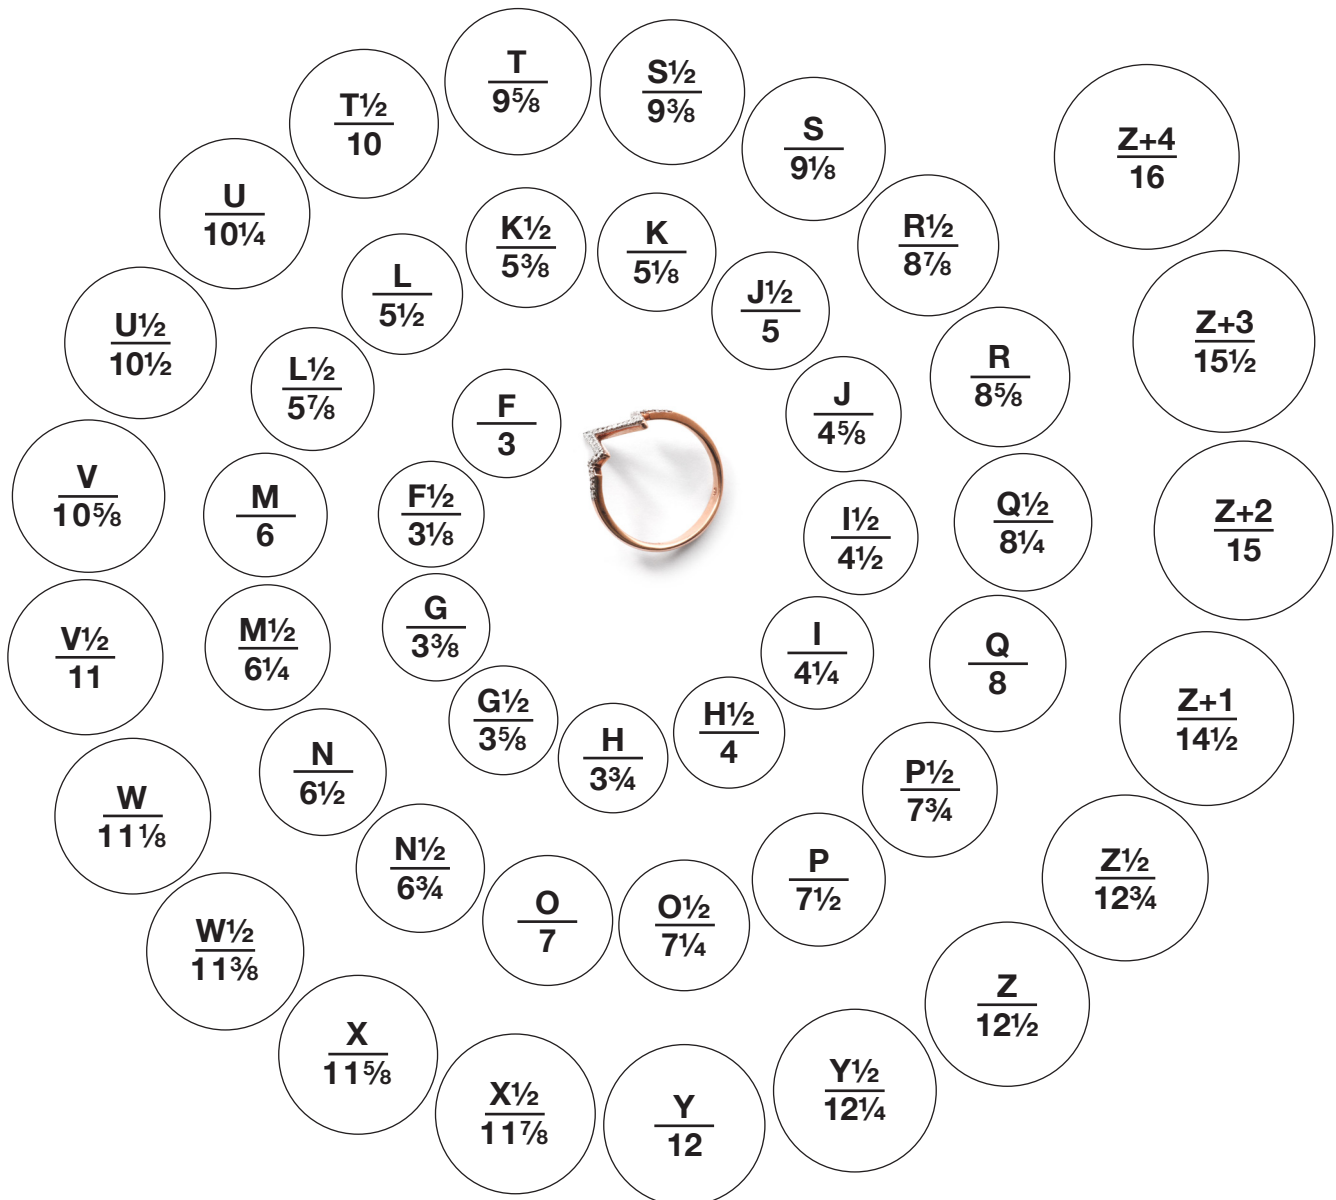 F
3
F½
3⅛
G
3⅜
G½
3⅝
H
3¾
H½
4
I
4¼
I½
4½
J
4⅝
J½
5
K
5⅛
K½
5⅜
L
5½
L½
5⅞
M
6
M½
6¼
N
6½
N½
6¾
O
7
O½
7¼
P
7½
P½
7¾
Q
8
Q½
8¼
R
8⅝
R½
8⅞
S
9⅛
S½
9⅜
T
9⅝
T½
10
U
10¼
U½
10½
V
10⅝
V½
11
W
11⅛
W½
11⅜
X
11⅝
X½
11⅞
Y
12
Y½
12¼
Z
12½
Z½
12¾
Z+1
14½
Z+2
15
Z+3
15½
Z+4
16